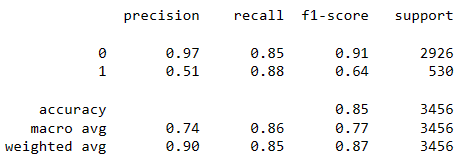 precision recall f1-score support
0 0.97 0.85 0.91 2926
1 0.51 0.88 0.64 530
accuracy 0.85 3456
macro avg 0.74 0.86 0.77 3456
weighted avg 0.90 0.85 0.87 3456